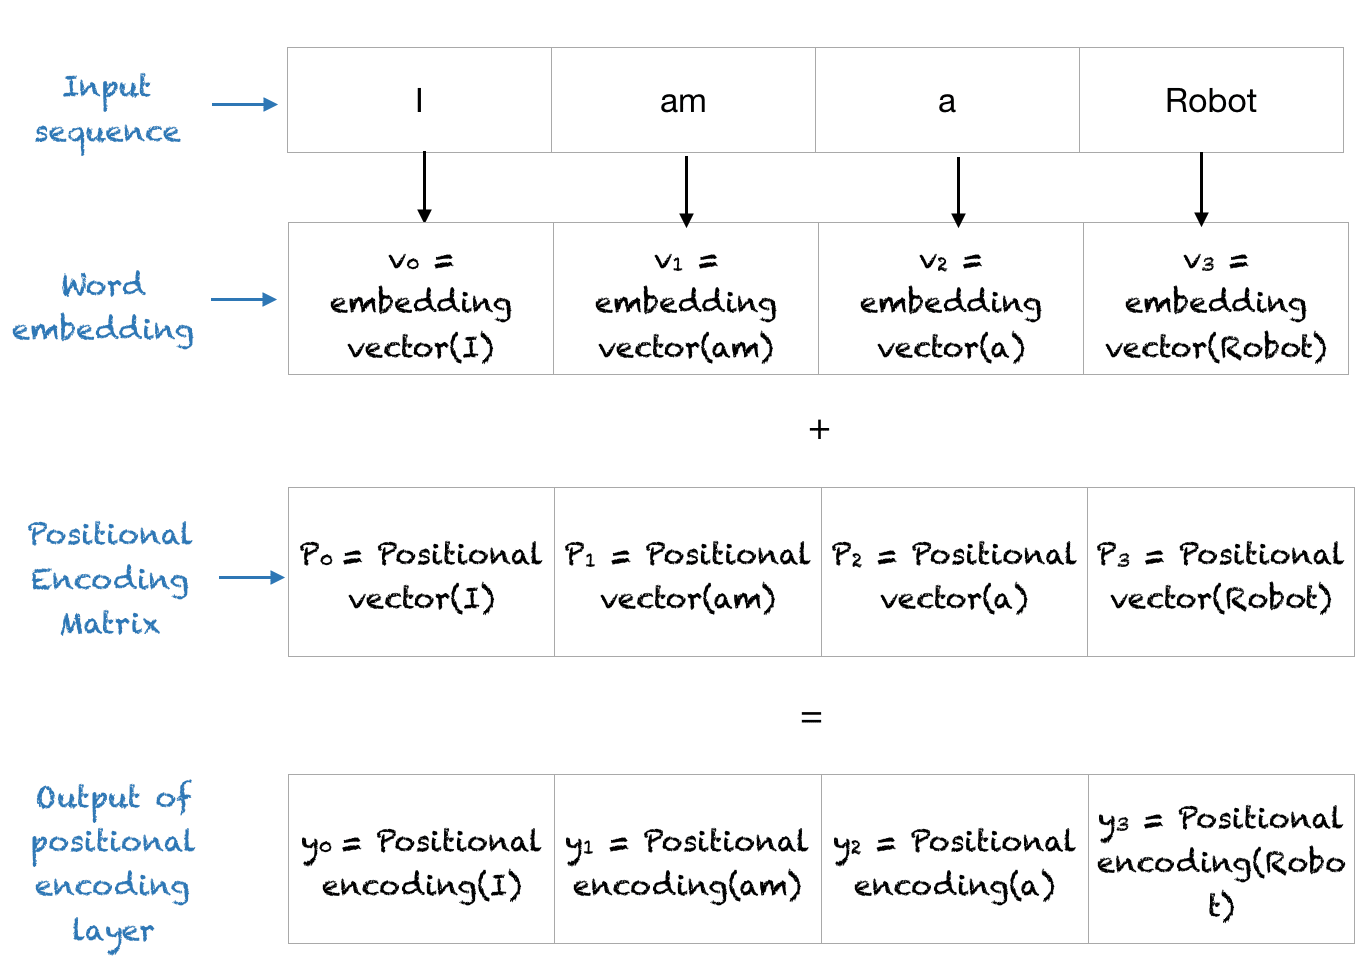 Input
sequence
I
am
a
Robot
Word
embedding
v0 =
embedding
vector(I)
v1 =
embedding
vector(am)
v2 =
embedding
vector(a)
v3 =
embedding
vector(Robot)
+
Positional
Encoding
Matrix
P0 = Positional
vector(I)
P1 = Positional
vector(am)
P2 = Positional
vector(a)
P3 = Positional
vector(Robot)
=
Output of
positional
encoding
layer
y0 = Positional
encoding(I)
y1 = Positional
encoding(am)
y2 = Positional
encoding(a)
y3 = Positional
encoding(Robo
t)